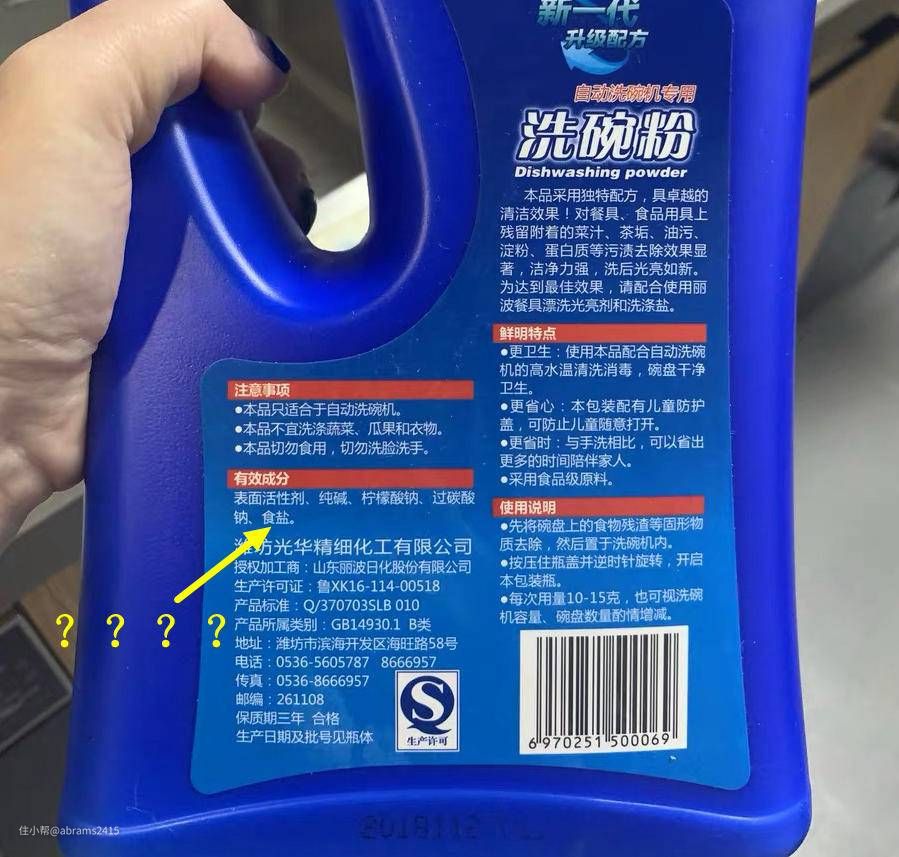 新一代
升级配方
自动洗碗机专用
洗碗粉
Dishwashing powder
本品采用独特配方，具卓越的
清洁效果！对餐具、食品用具上
残留附着的菜汁、茶垢、油污、
淀粉、蛋白质等污渍去除效果显
著，洁净力强，洗后光亮如新。
为达到最佳效果，请配合使用丽
波餐具漂洗光亮剂和洗涤盐。
鲜明特点
●更卫生：使用本品配合自动洗碗
机的高水温清洗消毒，碗盘干净
卫生。
●更省心：本包装配有儿童防护
盖，可防止儿童随意打开。
●更省时：与手洗相比，可以省出
更多的时间陪伴家人。
●采用食品级原料。
使用说明
●先将碗盘上的食物残渣等固形物
质去除，然后置于洗碗机内。
●按压住瓶盖并逆时针旋转，开启
本包装瓶。
●每次用量10-15克，也可视洗碗
机容量、碗盘数量酌情增减。
6970251500069
注意事项
●本品只适合于自动洗碗机。
●本品不宜洗涤蔬菜、瓜果和衣物。
●本品切勿食用，切勿洗脸洗手。
有效成分
表面活性剂、纯碱、柠檬酸钠、过碳酸
钠、食盐。
潍坊光华精细化工有限公司
授权加工商：山东丽波日化股份有限公司
生产许可证：鲁XK16-114-00518
产品标准：Q/370703SLB 010
产品所属类别：GB14930.1 B类
地址：潍坊市滨海开发区海旺路58号
电话：0536-5605787 8666957
传真：0536-8666957
邮编：261108
保质期三年 合格
生产日期及批号见瓶体
生产许可
？？？？
住小帮@abrams2415